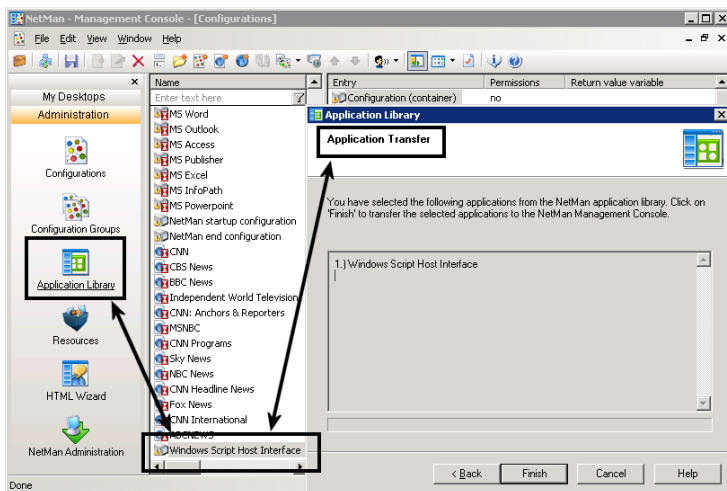 NetMan - Management Console - [Configurations]
File Edit View Window Help
My Desktops
Administration
Configurations
Configuration Groups
Application Library
Resources
HTML Wizard
NetMan Administration
Name
Enter text here
MS Word
MS Outlook
MS Access
MS Publisher
MS Excel
MS InfoPath
MS Powerpoint
NetMan startup configuration
NetMan end configuration
CNN
CBS News
BBC News
Independent World Television
CNN: Anchors & Reporters
MSNBC
CNN Programs
Sky News
NBC News
CNN Headline News
Fox News
CNN International
ABCNEWS
Windows Script Host Interface
Entry Permissions Return value variable
Configuration (container) no
Application Library
Application Transfer
You have selected the following applications from the NetMan application library. Click on
'Finish' to transfer the selected applications to the NetMan Management Console.
1.) Windows Script Host Interface
< Back Finish Cancel Help
Done